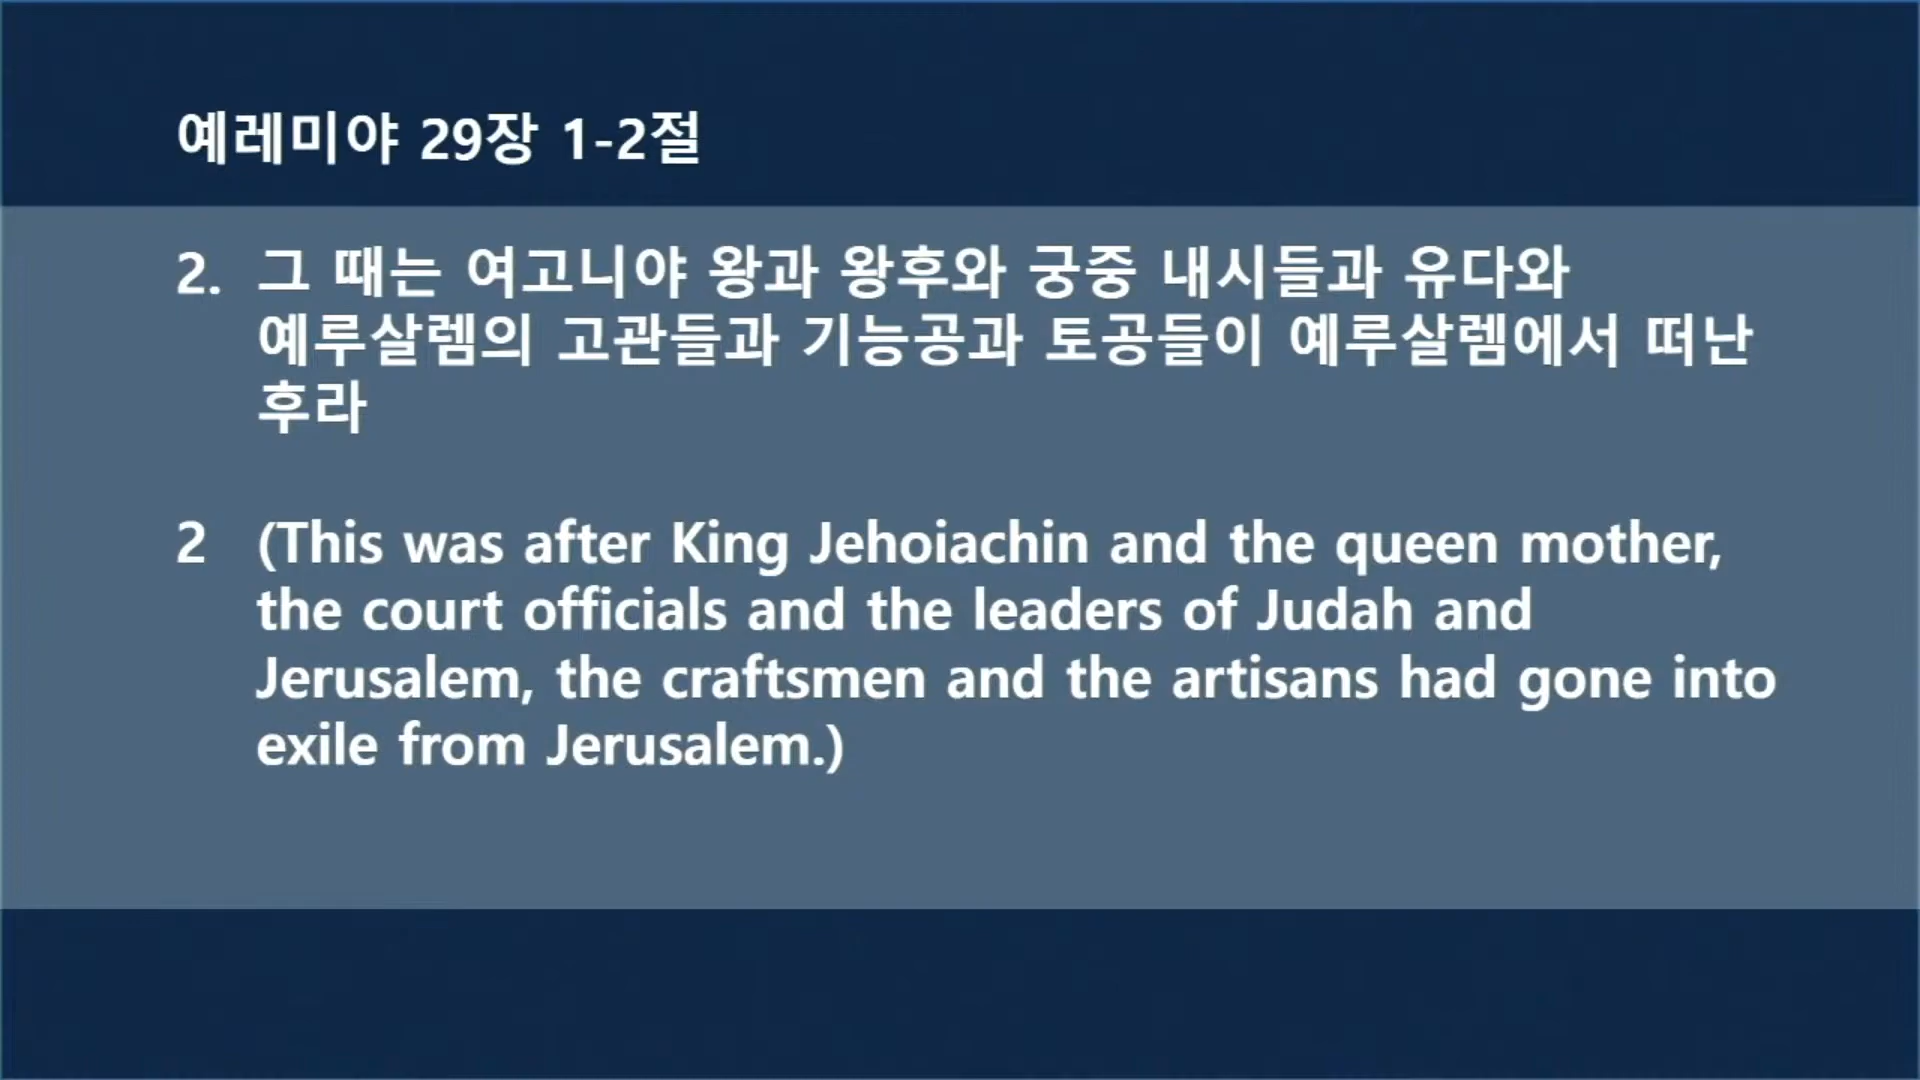 예레미야 29장 1-2절
2. 그 때는 여고니야 왕과 왕후와 궁중 내시들과 유다와
예루살렘의 고관들과 기능공과 토공들이 예루살렘에서 떠난
후라
2 (This was after King Jehoiachin and the queen mother,
the court officials and the leaders of Judah and
Jerusalem, the craftsmen and the artisans had gone into
exile from Jerusalem.)